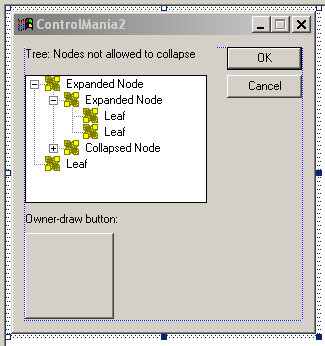 ControlMania2
Tree: Nodes not allowed to collapse
OK
Cancel
Expanded Node
Expanded Node
Leaf
Leaf
Collapsed Node
Leaf
Owner-draw button: